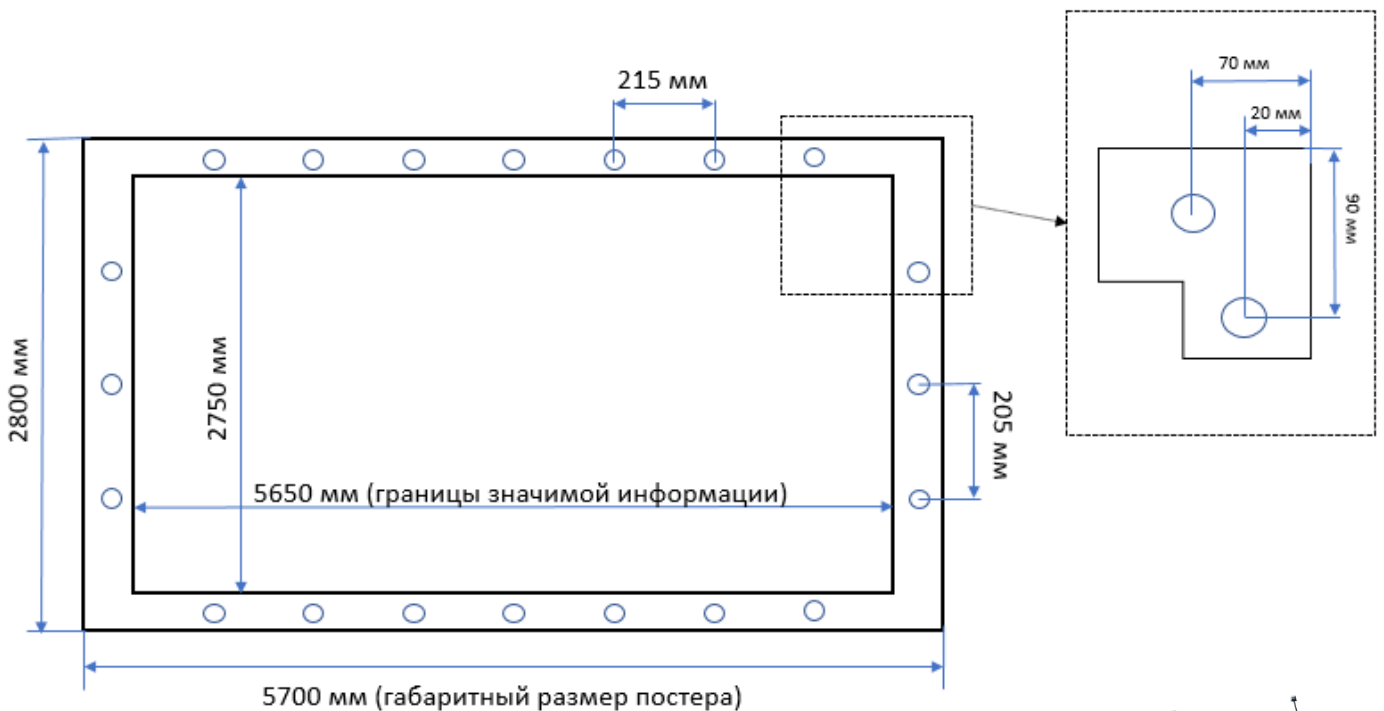 70 мм
215 мм
20 мм
90 мм
2800 мм
2750 мм
205 мм
5650 мм (границы значимой информации)
5700 мм (габаритный размер постера)